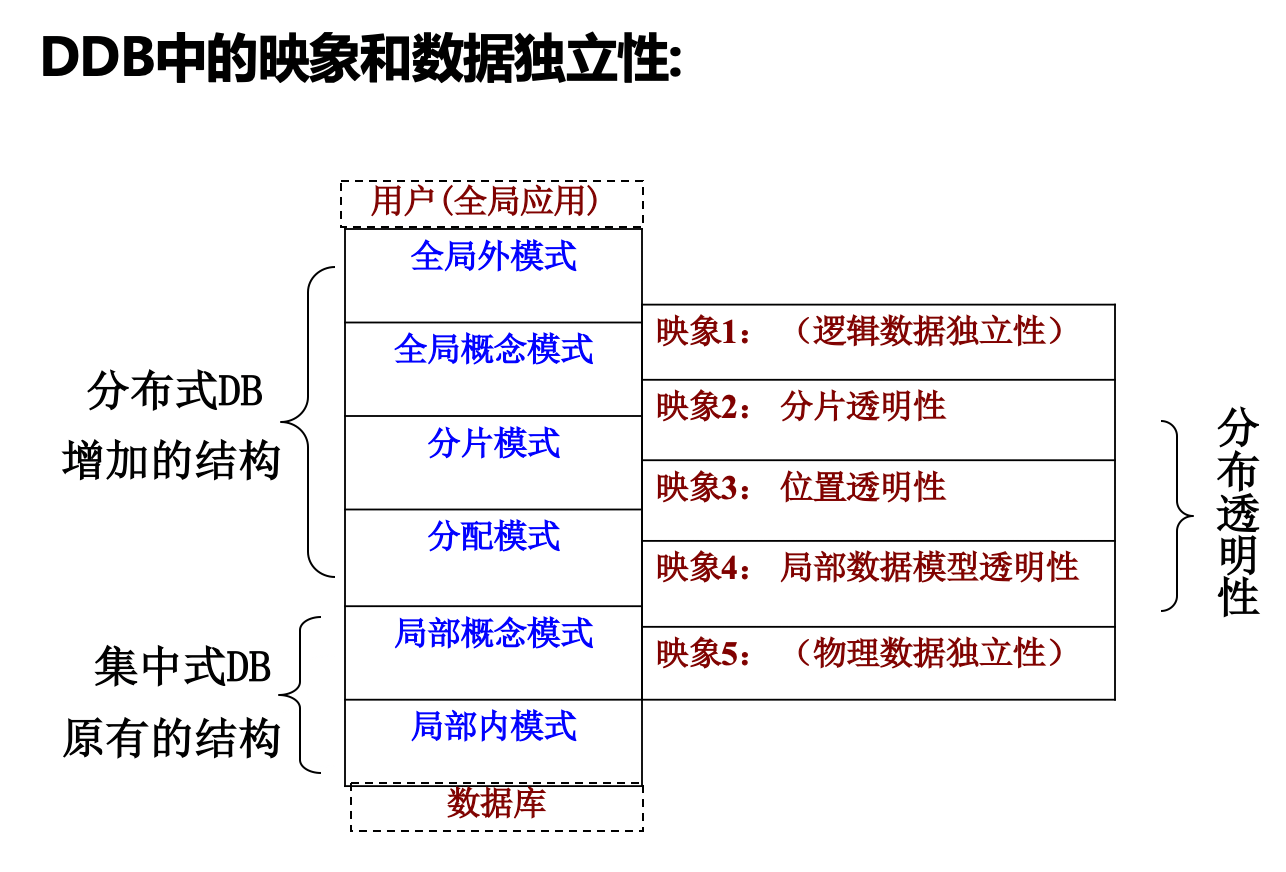 DDB中的映象和数据独立性:
用户(全局应用)
全局外模式
全局概念模式
分片模式
分配模式
局部概念模式
局部内模式
数据库
映象1： （逻辑数据独立性）
映象2： 分片透明性
映象3： 位置透明性
映象4： 局部数据模型透明性
映象5： （物理数据独立性）
分布式DB
增加的结构
集中式DB
原有的结构
分布透明性